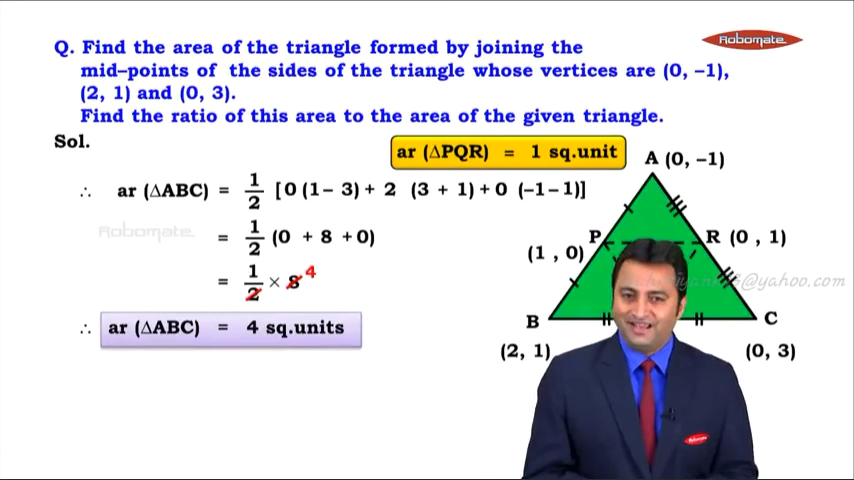 Robomate
Q. Find the area of the triangle formed by joining the
mid–points of the sides of the triangle whose vertices are (0, –1),
(2, 1) and (0, 3).
Find the ratio of this area to the area of the given triangle.
Sol.
ar (∆PQR) = 1 sq.unit
A (0, –1)
∴ ar (∆ABC) = 1/2 [0 (1– 3) + 2 (3 + 1) + 0 (–1–1)]
Robomate
= 1/2 (0 + 8 + 0)
P
R (0 , 1)
(1 , 0)
= 1/2 × 8 4
@yahoo.com
∴ ar (∆ABC) = 4 sq.units
B
C
(2, 1)
(0, 3)
Robomate